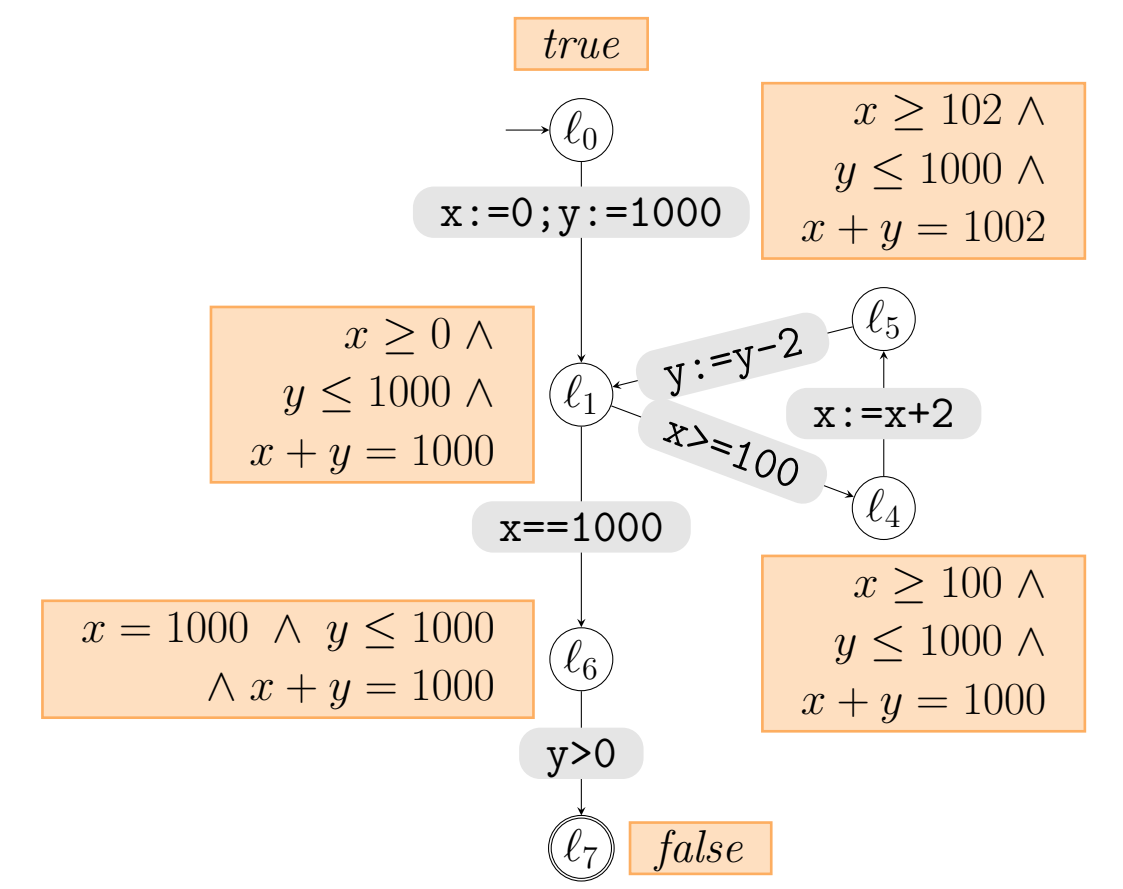 true
ℓ0
x ≥ 102 ∧
y ≤ 1000 ∧
x + y = 1002
x:=0;y:=1000
ℓ5
y:=y-2
x ≥ 0 ∧
y ≤ 1000 ∧
x + y = 1000
ℓ1
x:=x+2
x>=100
ℓ4
x==1000
x ≥ 100 ∧
y ≤ 1000 ∧
x + y = 1000
x = 1000 ∧ y ≤ 1000
∧ x + y = 1000
ℓ6
y>0
ℓ7
false